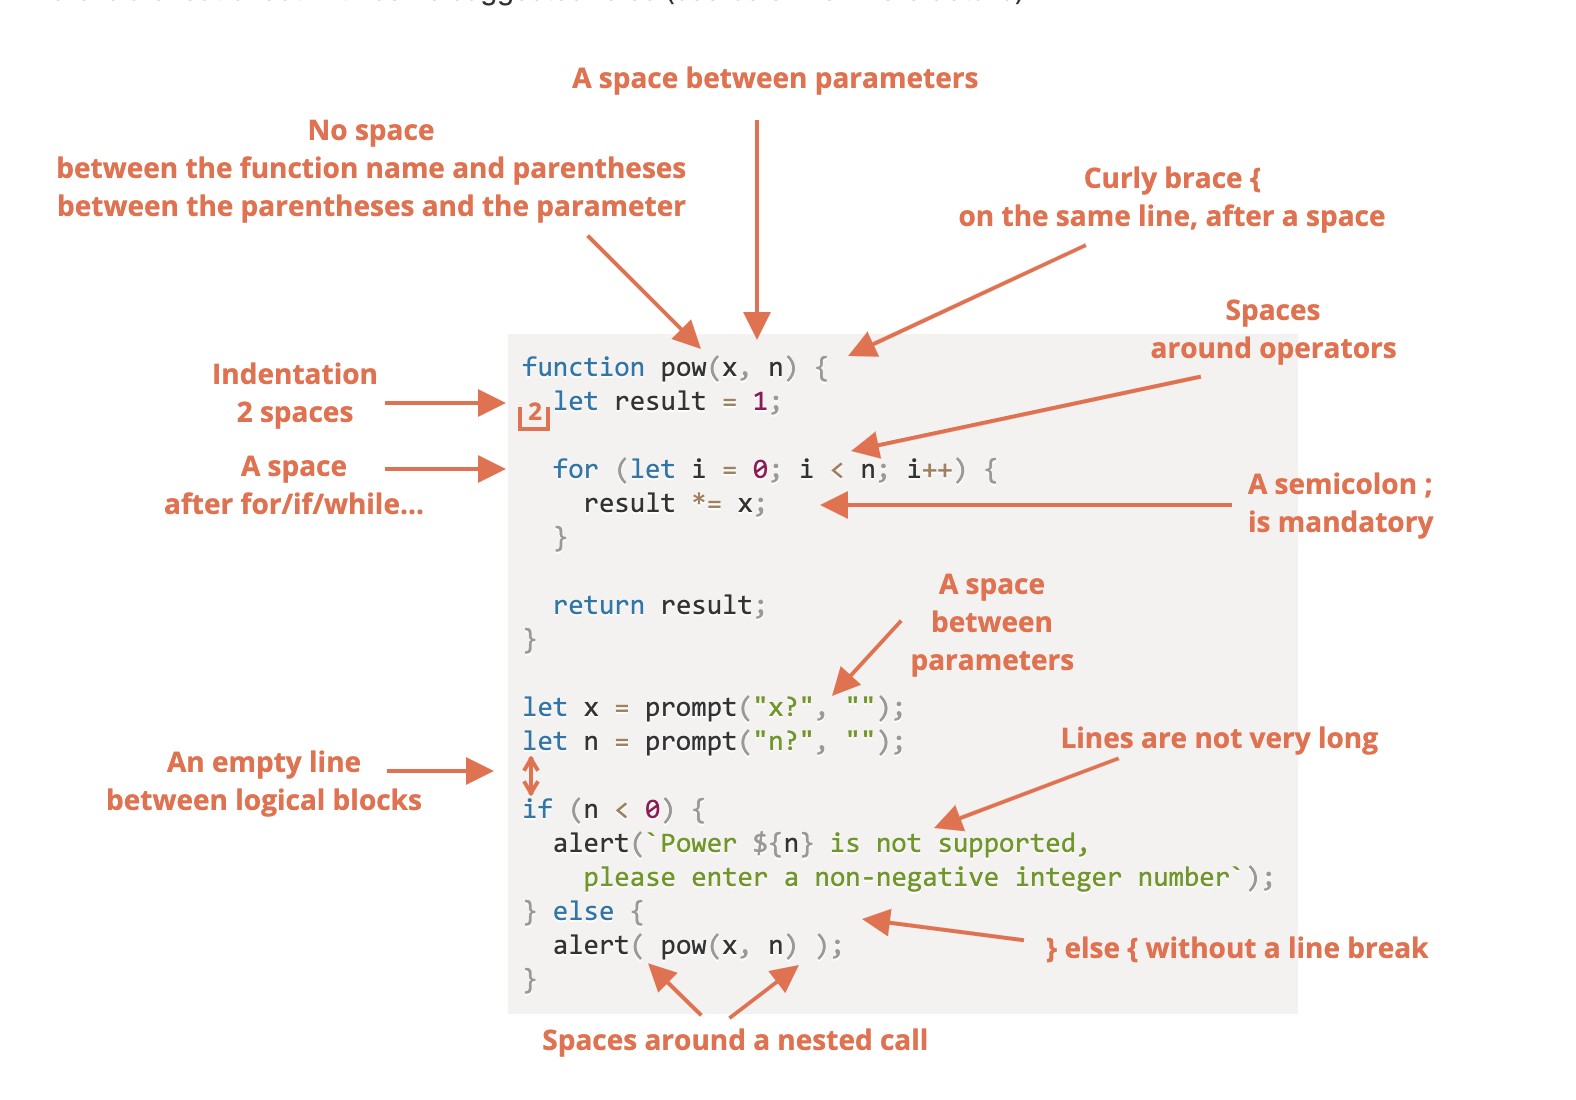 A space between parameters
No space
between the function name and parentheses
between the parentheses and the parameter
Curly brace {
on the same line, after a space
Spaces
around operators
Indentation
2 spaces
A space
after for/if/while...
function pow(x, n) {
2
  let result = 1;
  for (let i = 0; i < n; i++) {
    result *= x;
  }
A semicolon ;
is mandatory
  return result;
}
A space
between
parameters
let x = prompt("x?", "");
let n = prompt("n?", "");
Lines are not very long
An empty line
between logical blocks
if (n < 0) {
  alert(`Power ${n} is not supported,
    please enter a non-negative integer number`);
} else {
  alert( pow(x, n) );
}
} else { without a line break
Spaces around a nested call